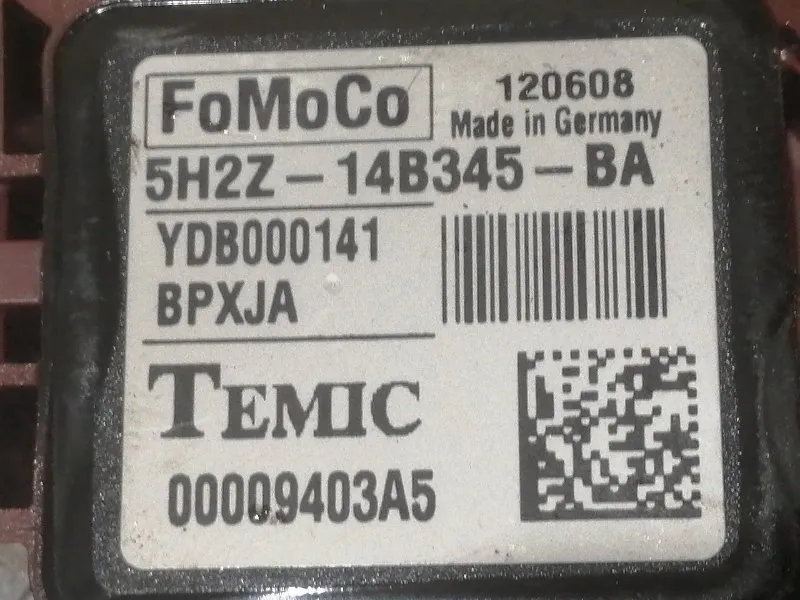 FoMoCo
120608
Made in Germany
5H2Z-14B345-BA
YDB000141
BPXJA
TEMIC
00009403A5